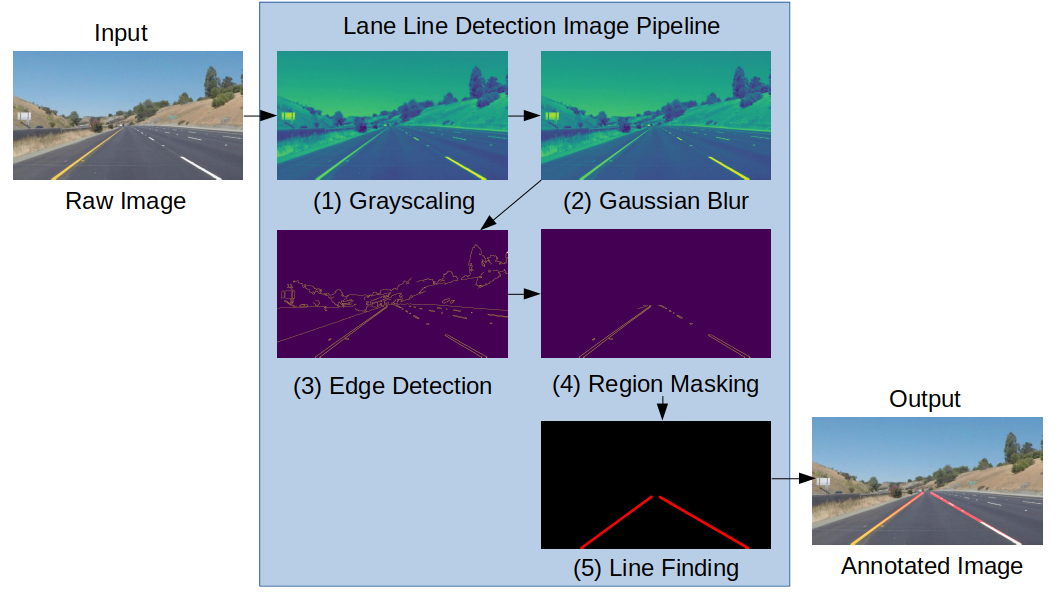 Lane Line Detection Image Pipeline
Input
Raw Image
(1) Grayscaling
(2) Gaussian Blur
(3) Edge Detection
(4) Region Masking
(5) Line Finding
Output
Annotated Image